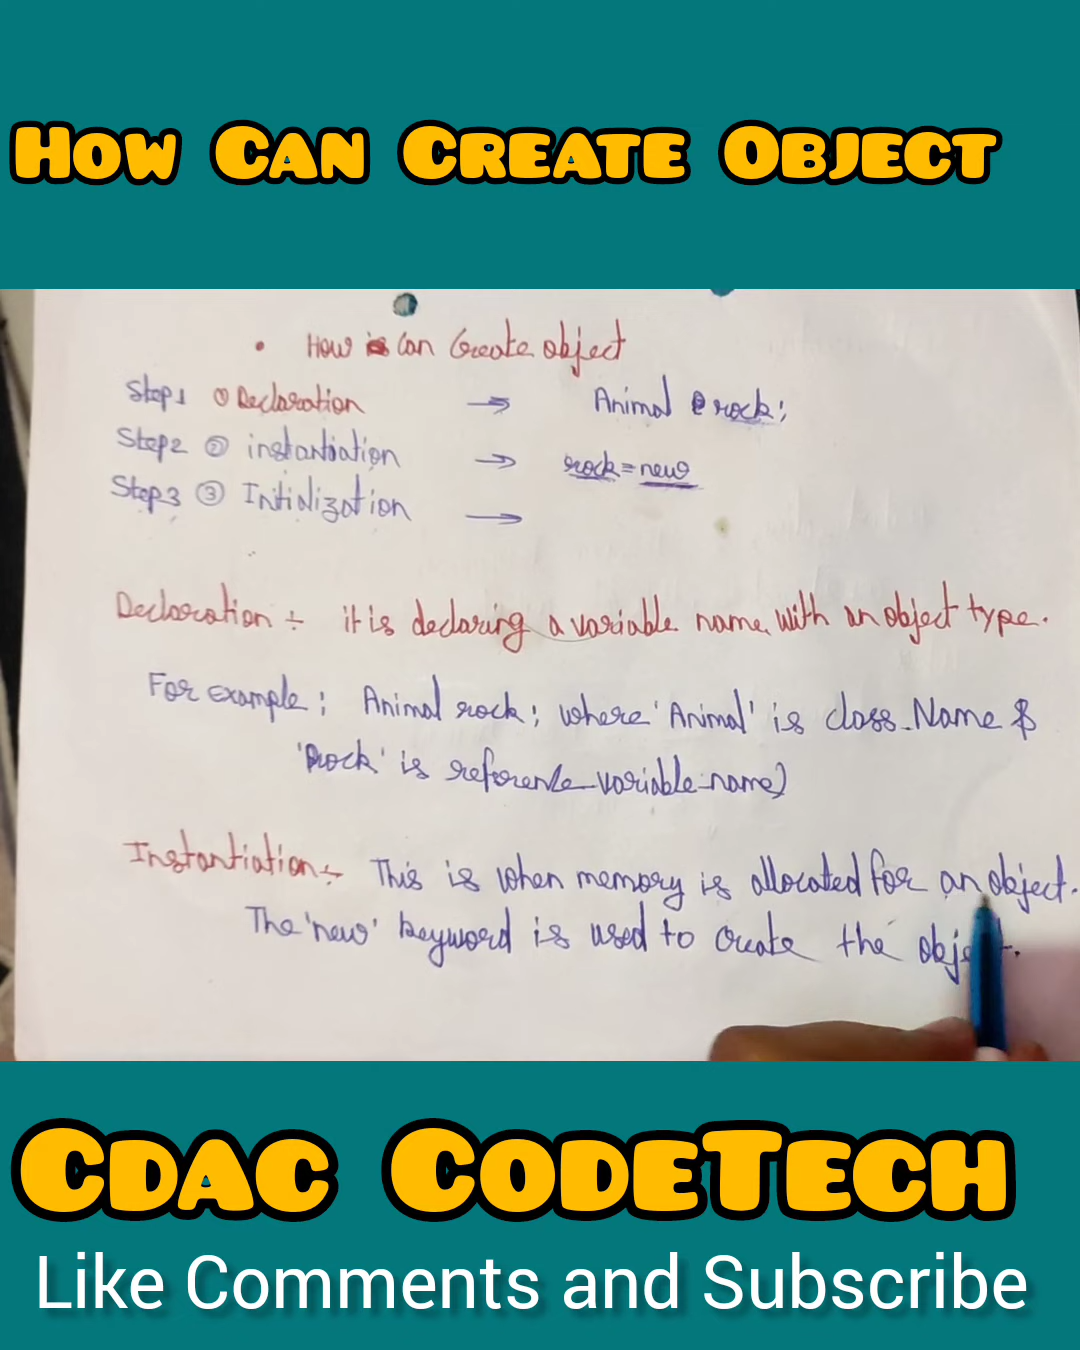 How Can Create Object
• How is Can Create object
Step1 ① Declaration → Animal rock;
Step2 ② instantiation → rock = new
Step3 ③ Initialization →
Declaration ÷ it is declaring a variable name with an object type.
For example; Animal rock; where 'Animal' is class-Name &
'Rock' is reference-variable-name)
Instantiation ÷ This is when memory is allocated for an object.
The 'new' keyword is used to create the object.
Cdac CodeTech
Like Comments and Subscribe